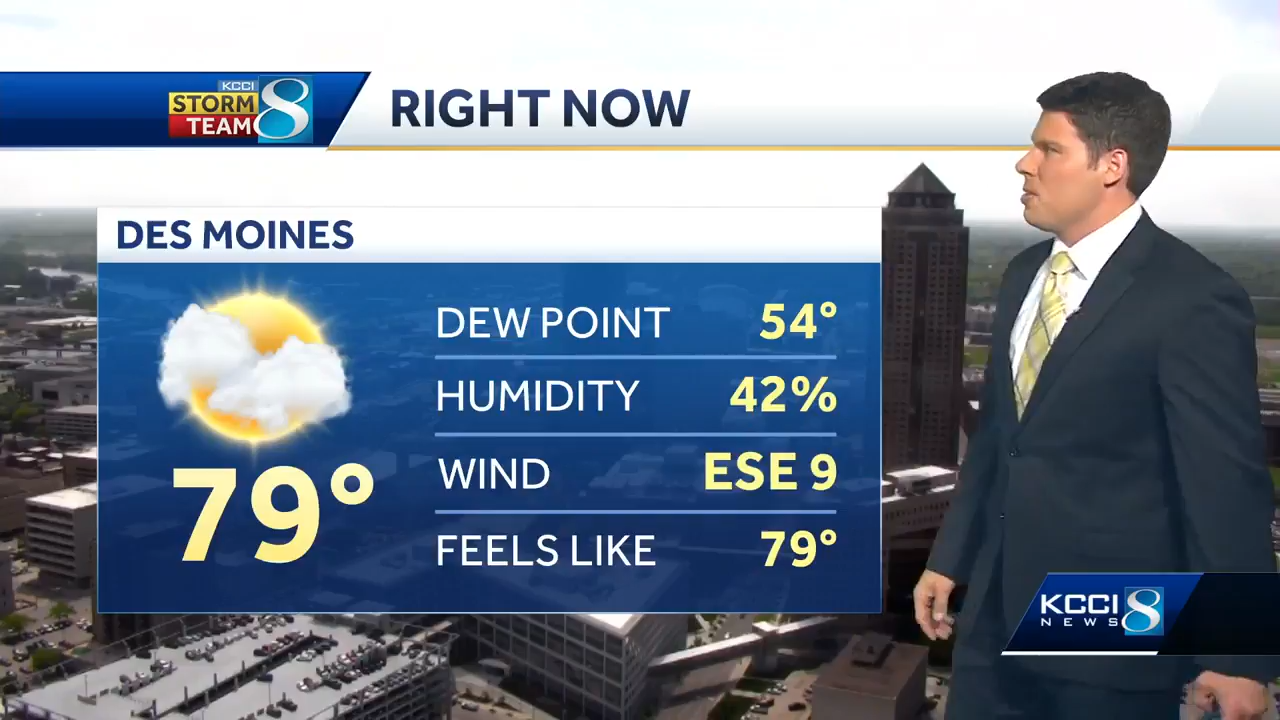 KCCI
STORM
TEAM 8
RIGHT NOW
DES MOINES
79°
DEW POINT 54°
HUMIDITY 42%
WIND ESE 9
FEELS LIKE 79°
KCCI 8
NEWS